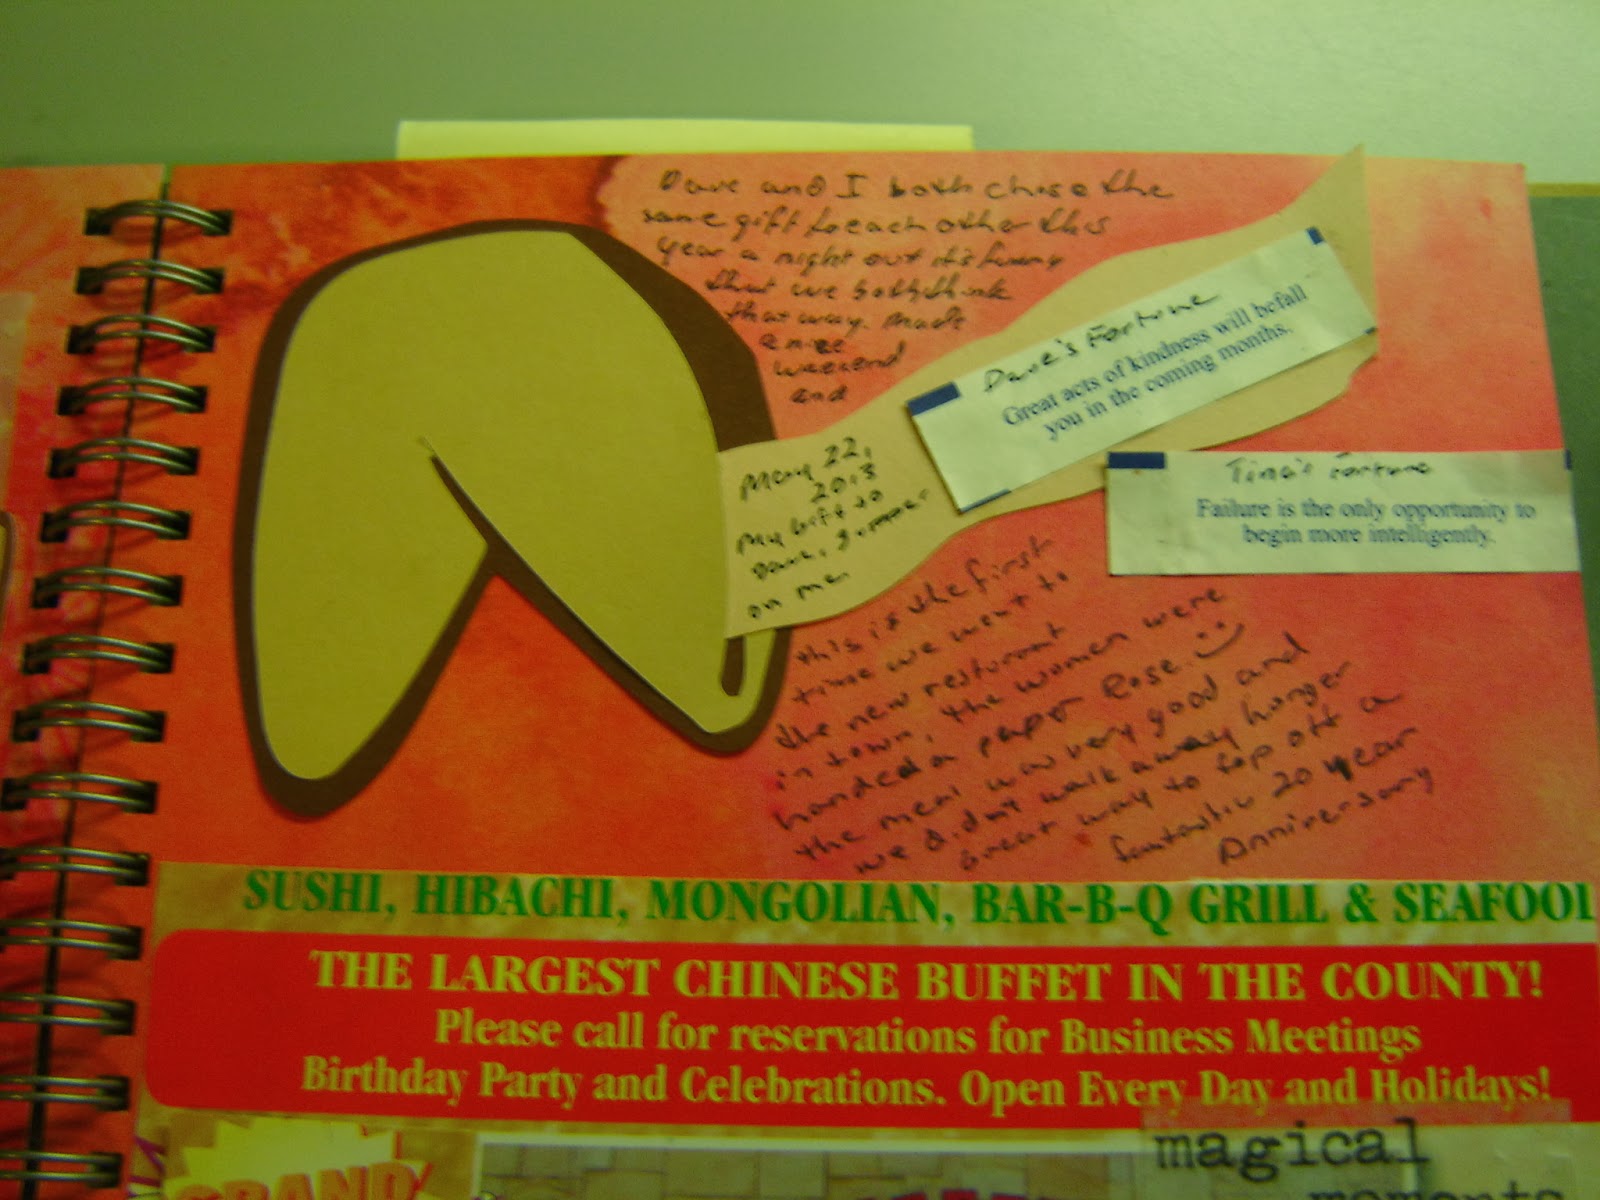 Dave and I both chose the
same gift to each other this
year a night out it's funny
that we both think
that way. Made
a nice
weekend
and
May 22,
2013
My Gift to
Dave, dinner
on me.
Dave's Fortune
Great acts of kindness will befall
you in the coming months.
Tina's Fortune
Failure is the only opportunity to
begin more intelligently.
this is the first
time we went to
the new resturant
in town, the women were
handed a paper Rose.
the meal was very good and
we didn't walk away hunger
Great way to top off a
fantastic 20 year
Anniversary
SUSHI, HIBACHI, MONGOLIAN, BAR-B-Q GRILL & SEAFOOD
THE LARGEST CHINESE BUFFET IN THE COUNTY!
Please call for reservations for Business Meetings
Birthday Party and Celebrations. Open Every Day and Holidays!
magical
moments
GRAND